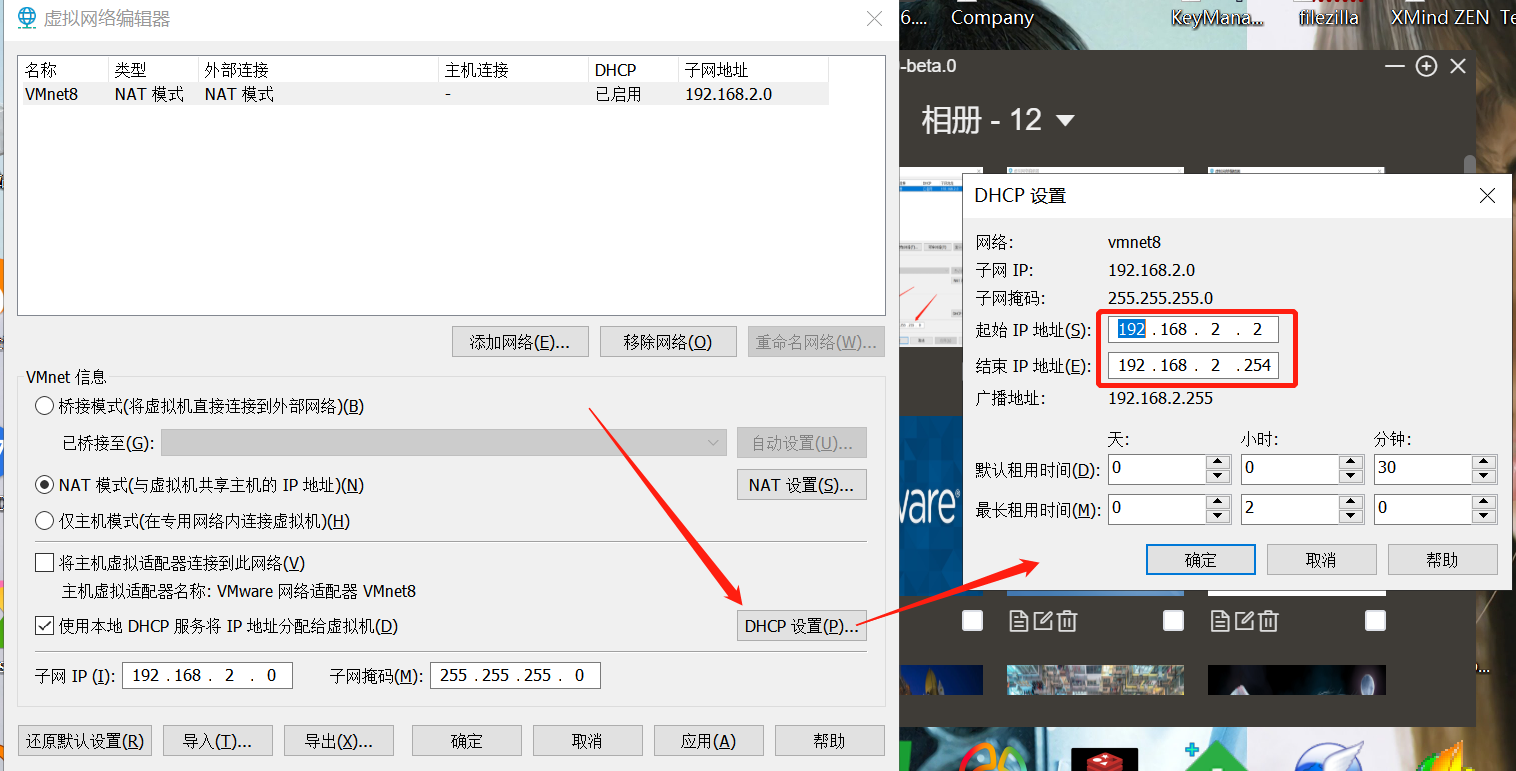 虚拟网络编辑器
名称 类型 外部连接 主机连接 DHCP 子网地址
VMnet8 NAT 模式 NAT 模式 - 已启用 192.168.2.0
添加网络(E)... 移除网络(O) 重命名网络(W)...
VMnet 信息
桥接模式(将虚拟机直接连接到外部网络)(B)
已桥接至(G): 自动设置(U)...
NAT 模式(与虚拟机共享主机的 IP 地址)(N) NAT 设置(S)...
仅主机模式(在专用网络内连接虚拟机)(H)
将主机虚拟适配器连接到此网络(V)
主机虚拟适配器名称: VMware 网络适配器 VMnet8
使用本地 DHCP 服务将 IP 地址分配给虚拟机(D) DHCP 设置(P)...
子网 IP (I): 192 . 168 . 2 . 0 子网掩码(M): 255 . 255 . 255 . 0
还原默认设置(R) 导入(T)... 导出(X)... 确定 取消 应用(A) 帮助
6.... Company KeyMana... filezilla XMind ZEN Te
-beta.0
相册 - 12
DHCP 设置
网络: vmnet8
子网 IP: 192.168.2.0
子网掩码: 255.255.255.0
起始 IP 地址(S): 192 . 168 . 2 . 2
结束 IP 地址(E): 192 . 168 . 2 . 254
广播地址: 192.168.2.255
天: 小时: 分钟:
默认租用时间(D): 0 0 30
最长租用时间(M): 0 2 0
确定 取消 帮助
ware®